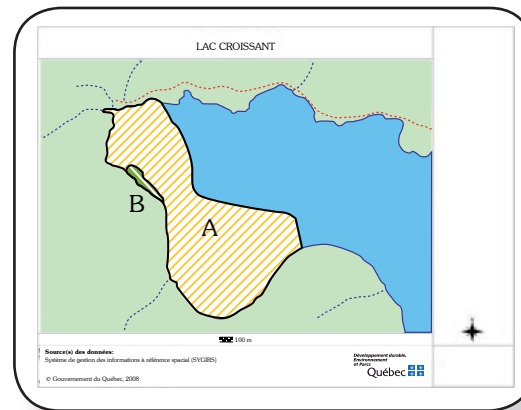 LAC CROISSANT
A
B
100 m
Source(s) des données:
Système de gestion des informations à référence spacial (SYGIRS)
© Gouvernement du Québec, 2008
Développement durable,
Environnement
et Parcs
Québec